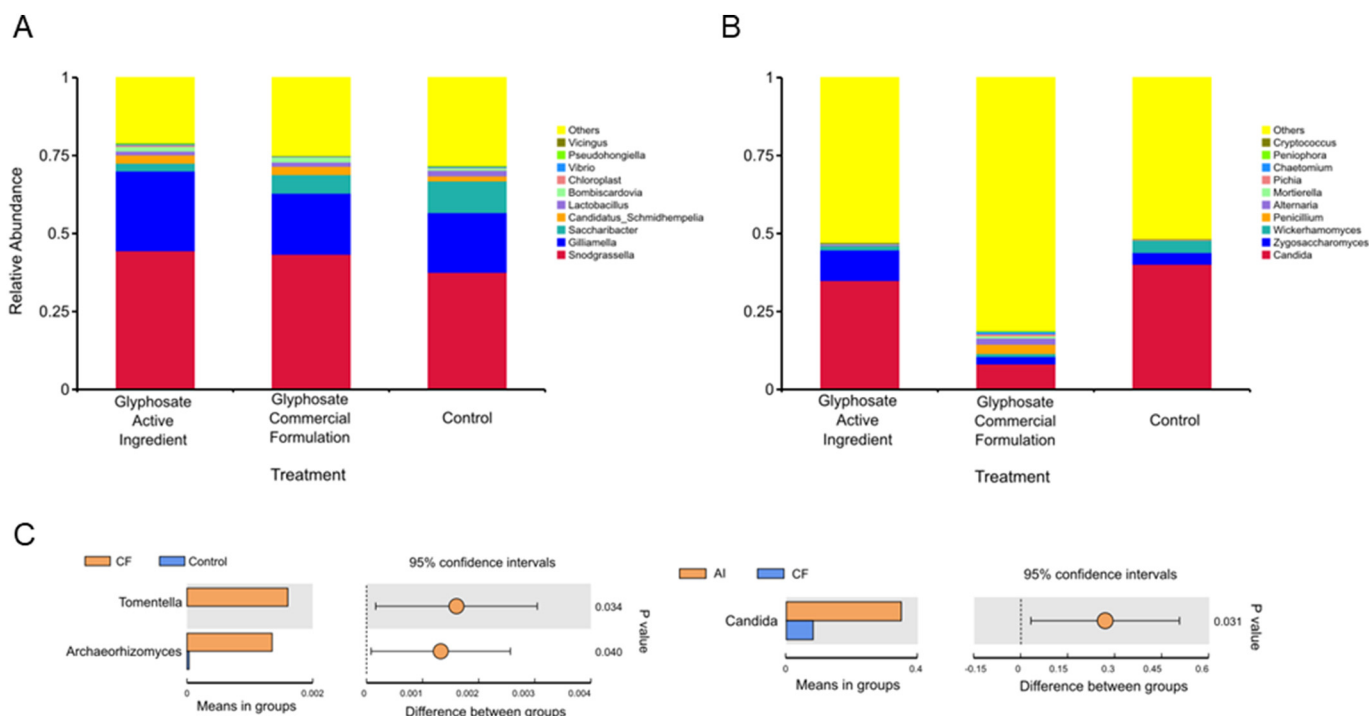 A
Relative Abundance
1
0.75
0.5
0.25
0
Glyphosate
Active
Ingredient
Glyphosate
Commercial
Formulation
Control
Treatment
Others
Vicingus
Pseudohongiella
Vibrio
Chloroplast
Bombiscardovia
Lactobacillus
Candidatus_Schmidhempelia
Saccharibacter
Gilliamella
Snodgrassella
B
1
0.75
0.5
0.25
0
Glyphosate
Active
Ingredient
Glyphosate
Commercial
Formulation
Control
Treatment
Others
Cryptococcus
Peniophora
Chaetomium
Pichia
Mortierella
Alternaria
Penicillium
Wickerhamomyces
Zygosaccharomyces
Candida
C
CF Control
95% confidence intervals
Tomentella
0.034
Archaeorhizomyces
0.040
P value
0 0.002
Means in groups
0 0.001 0.002 0.003 0.004
Difference between groups
AI CF
95% confidence intervals
Candida
0.031
P value
0 0.4
Means in groups
-0.15 0 0.15 0.3 0.45 0.6
Difference between groups